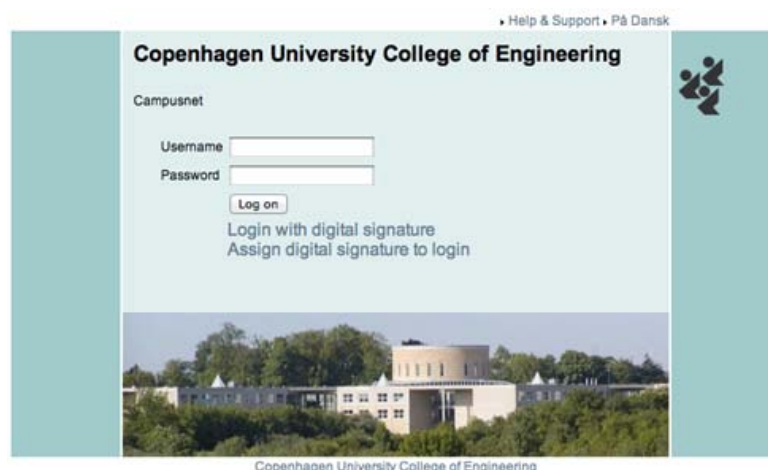 Help & Support På Dansk
Copenhagen University College of Engineering
Campusnet
Username
Password
Log on
Login with digital signature
Assign digital signature to login
Copenhagen University College of Engineering